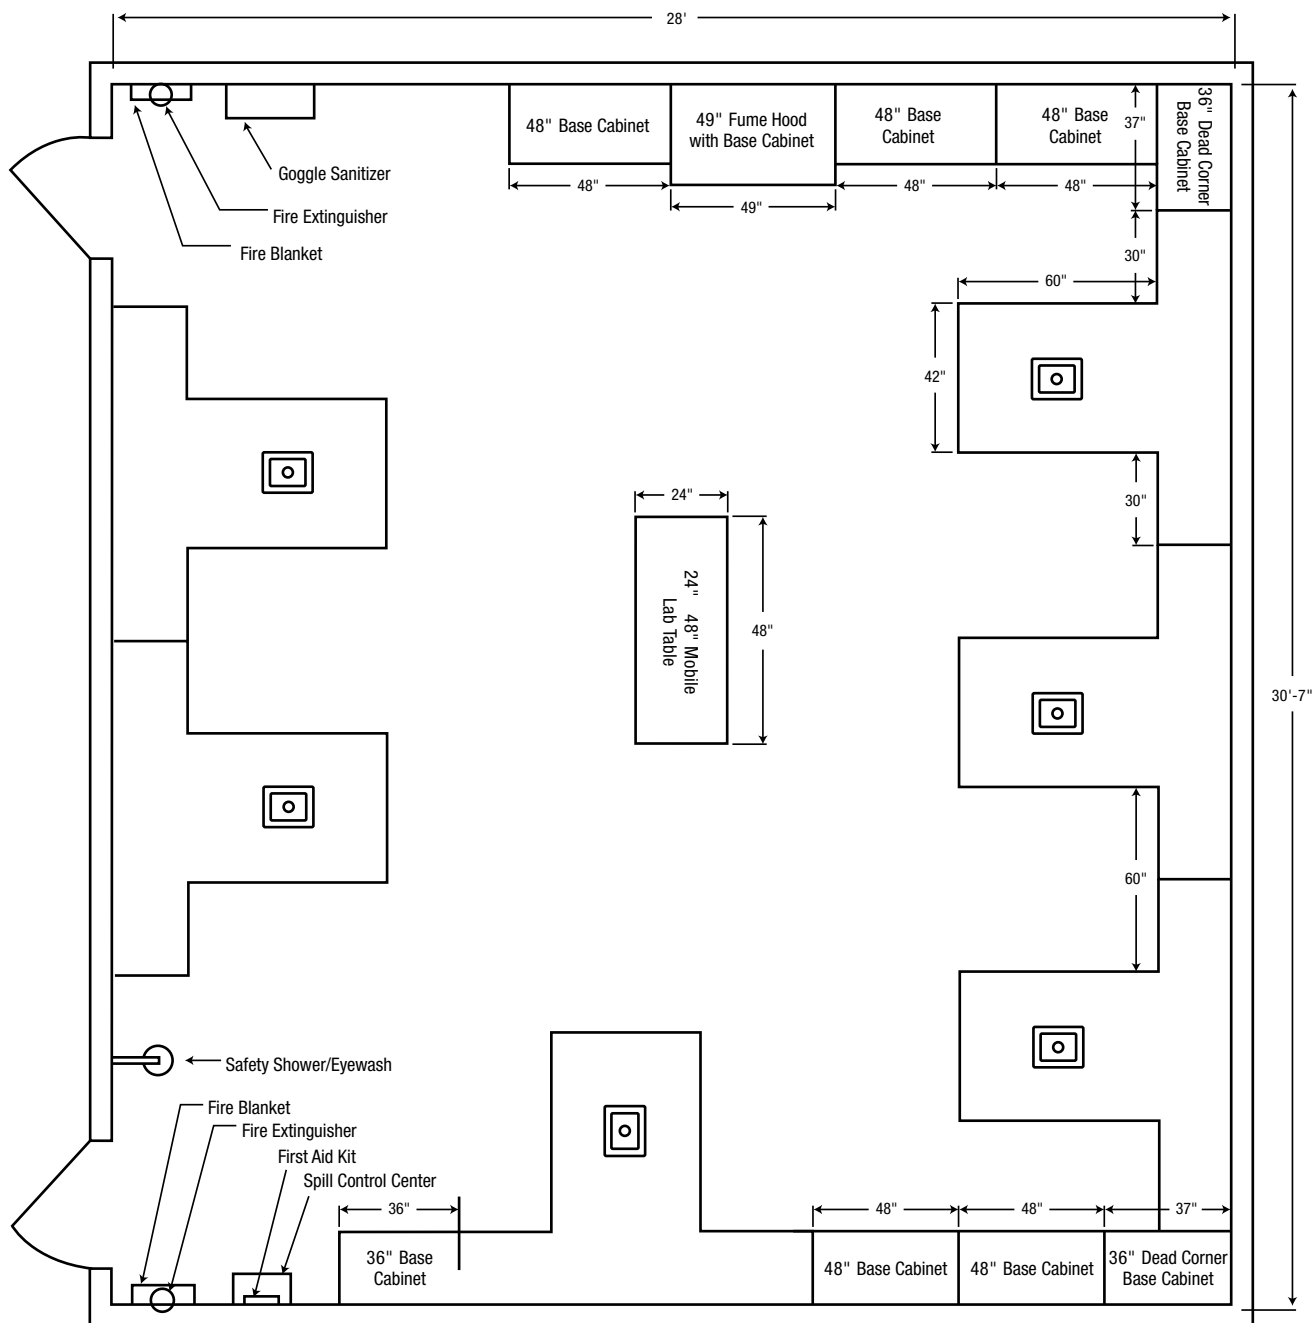 28'
48" Base Cabinet
49" Fume Hood
with Base Cabinet
48" Base
Cabinet
48" Base
Cabinet
37"
36" Dead Corner
Base Cabinet
Goggle Sanitizer
48"
48"
48"
49"
Fire Extinguisher
Fire Blanket
30"
60"
42"
24"
30"
24" 48" Mobile
Lab Table
48"
30'-7"
60"
Safety Shower/Eyewash
Fire Blanket
Fire Extinguisher
First Aid Kit
Spill Control Center
36"
48"
48"
37"
36" Base
Cabinet
48" Base Cabinet
48" Base Cabinet
36" Dead Corner
Base Cabinet